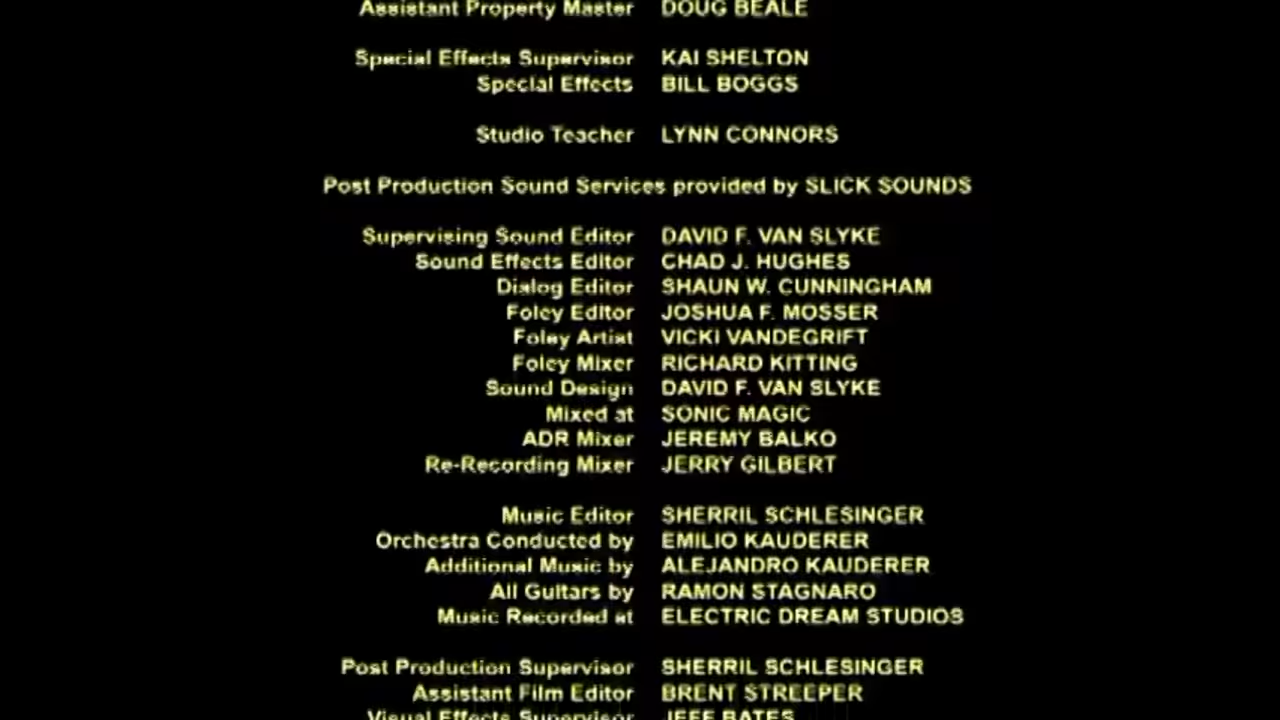 Assistant Property Master DOUG BEALE
Special Effects Supervisor KAI SHELTON
Special Effects BILL BOGGS
Studio Teacher LYNN CONNORS
Post Production Sound Services provided by SLICK SOUNDS
Supervising Sound Editor DAVID F. VAN SLYKE
Sound Effects Editor CHAD J. HUGHES
Dialog Editor SHAUN W. CUNNINGHAM
Foley Editor JOSHUA F. MOSSER
Foley Artist VICKI VANDEGRIFT
Foley Mixer RICHARD KITTING
Sound Design DAVID F. VAN SLYKE
Mixed at SONIC MAGIC
ADR Mixer JEREMY BALKO
Re-Recording Mixer JERRY GILBERT
Music Editor SHERRIL SCHLESINGER
Orchestra Conducted by EMILIO KAUDERER
Additional Music by ALEJANDRO KAUDERER
All Guitars by RAMON STAGNARO
Music Recorded at ELECTRIC DREAM STUDIOS
Post Production Supervisor SHERRIL SCHLESINGER
Assistant Film Editor BRENT STREEPER
Visual Effects Supervisor JEFF BATES